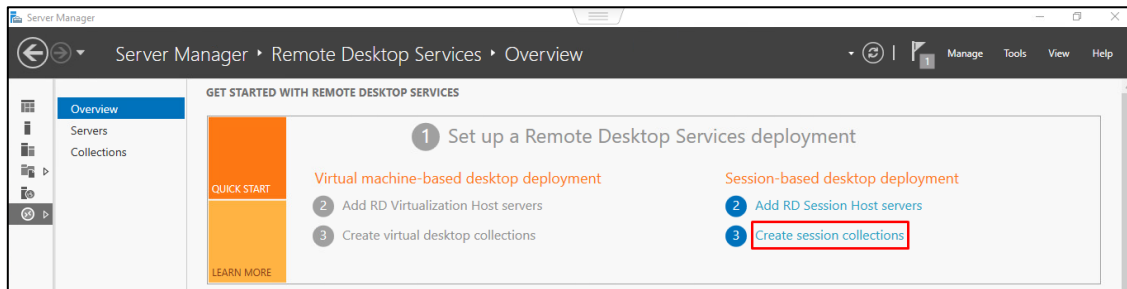 Server Manager
Server Manager ‣ Remote Desktop Services ‣ Overview
1 Manage Tools View Help
Overview
Servers
Collections
GET STARTED WITH REMOTE DESKTOP SERVICES
QUICK START
LEARN MORE
1 Set up a Remote Desktop Services deployment
Virtual machine-based desktop deployment
2 Add RD Virtualization Host servers
3 Create virtual desktop collections
Session-based desktop deployment
2 Add RD Session Host servers
3 Create session collections